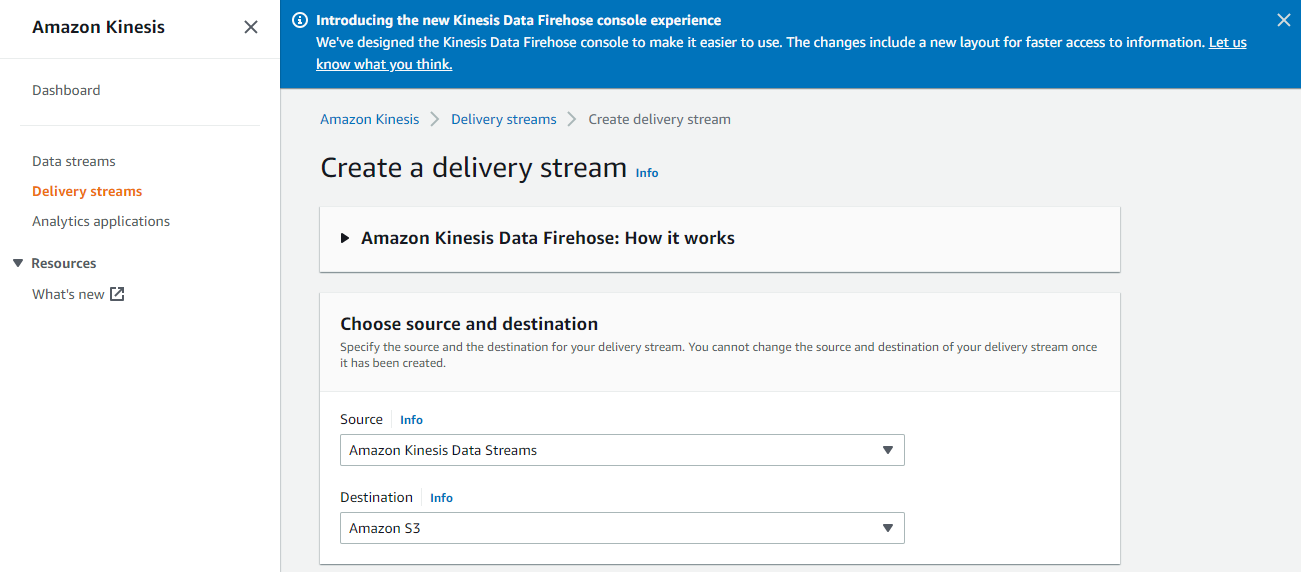 Amazon Kinesis
Dashboard
Data streams
Delivery streams
Analytics applications
Resources
What's new
Introducing the new Kinesis Data Firehose console experience
We've designed the Kinesis Data Firehose console to make it easier to use. The changes include a new layout for faster access to information. Let us
know what you think.
Amazon Kinesis Delivery streams Create delivery stream
Create a delivery stream Info
Amazon Kinesis Data Firehose: How it works
Choose source and destination
Specify the source and the destination for your delivery stream. You cannot change the source and destination of your delivery stream once
it has been created.
Source Info
Amazon Kinesis Data Streams
Destination Info
Amazon S3